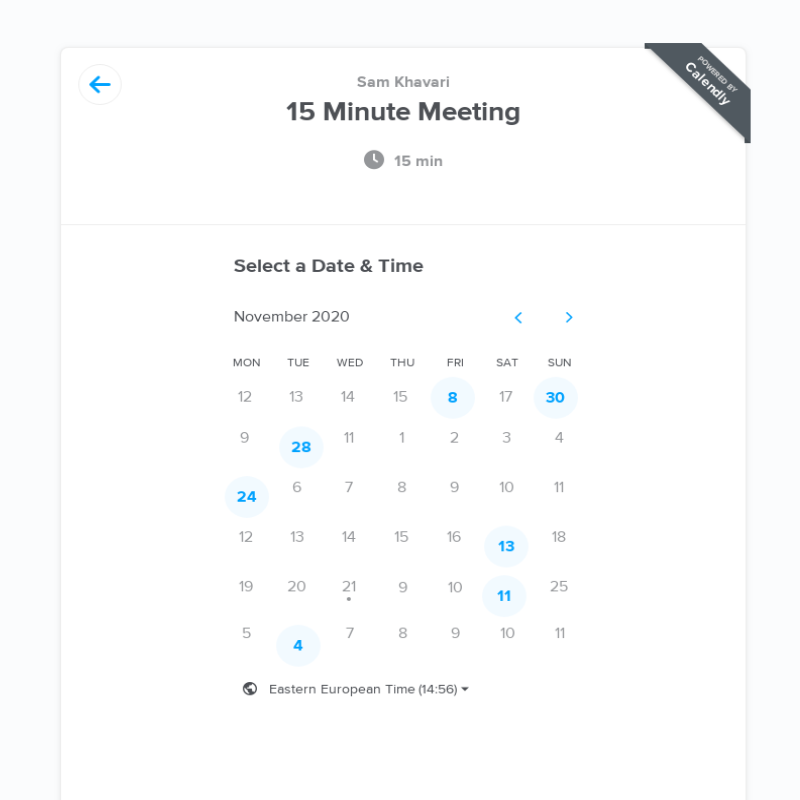 Sam Khavari
15 Minute Meeting
15 min
POWERED BY
Calendly
Select a Date & Time
November 2020
MON TUE WED THU FRI SAT SUN
12 13 14 15 8 17 30
9 28 11 1 2 3 4
24 6 7 8 9 10 11
12 13 14 15 16 13 18
19 20 21 9 10 11 25
5 4 7 8 9 10 11
Eastern European Time (14:56)